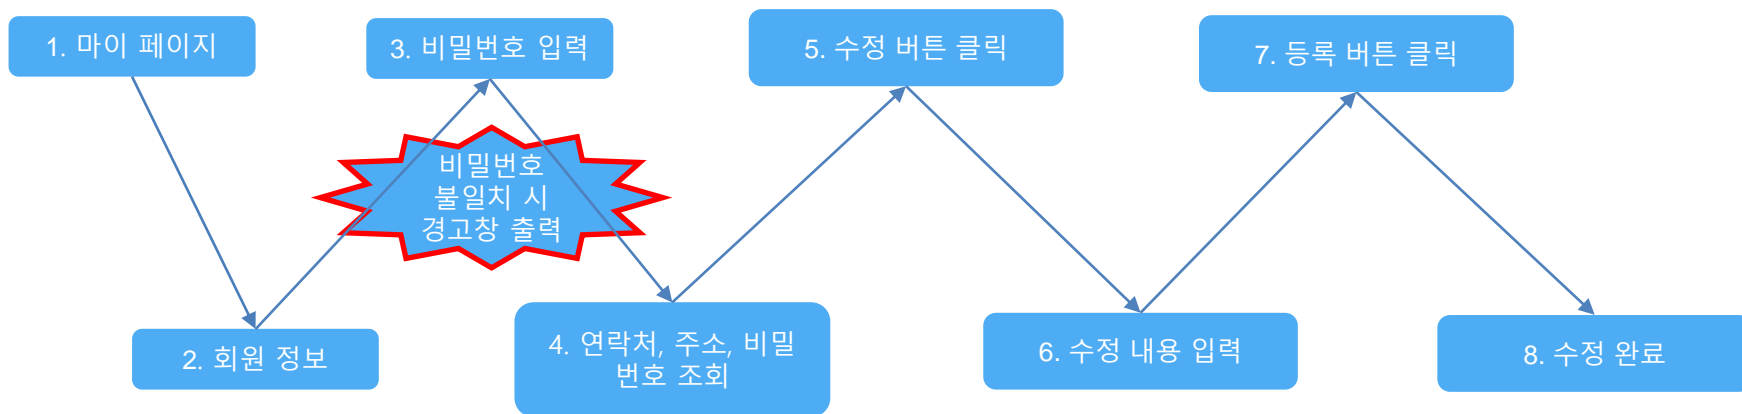 1. 마이 페이지
2. 회원 정보
3. 비밀번호 입력
비밀번호
불일치 시
경고창 출력
4. 연락처, 주소, 비밀
번호 조회
5. 수정 버튼 클릭
6. 수정 내용 입력
7. 등록 버튼 클릭
8. 수정 완료